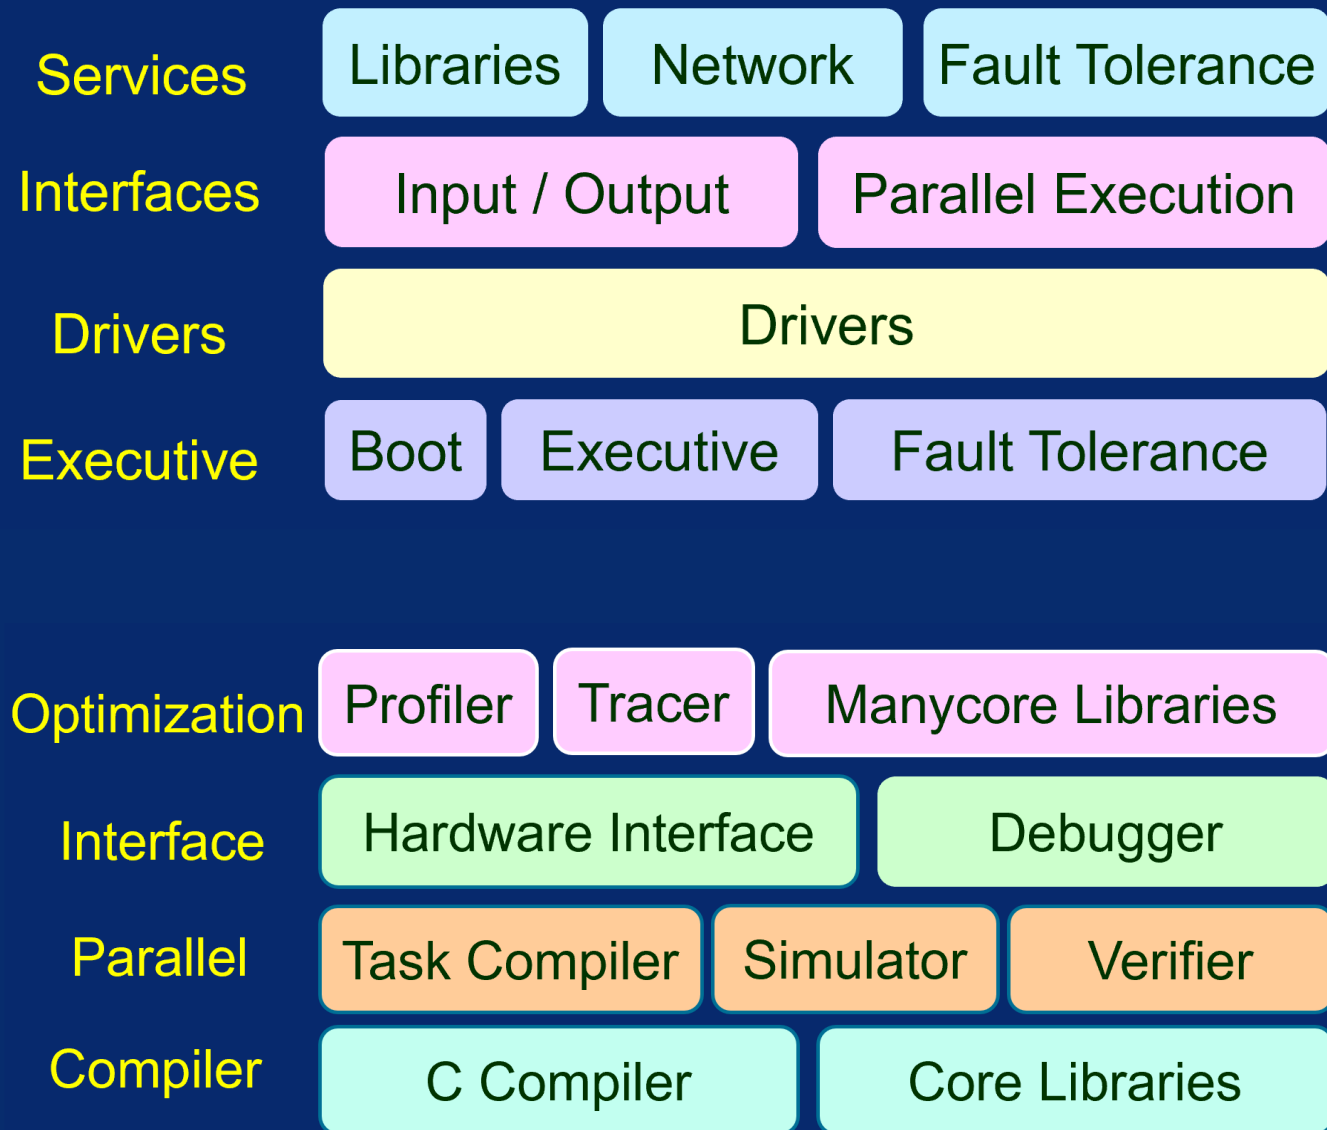 Services Libraries Network Fault Tolerance
Interfaces Input / Output Parallel Execution
Drivers Drivers
Executive Boot Executive Fault Tolerance
Optimization Profiler Tracer Manycore Libraries
Interface Hardware Interface Debugger
Parallel Task Compiler Simulator Verifier
Compiler C Compiler Core Libraries